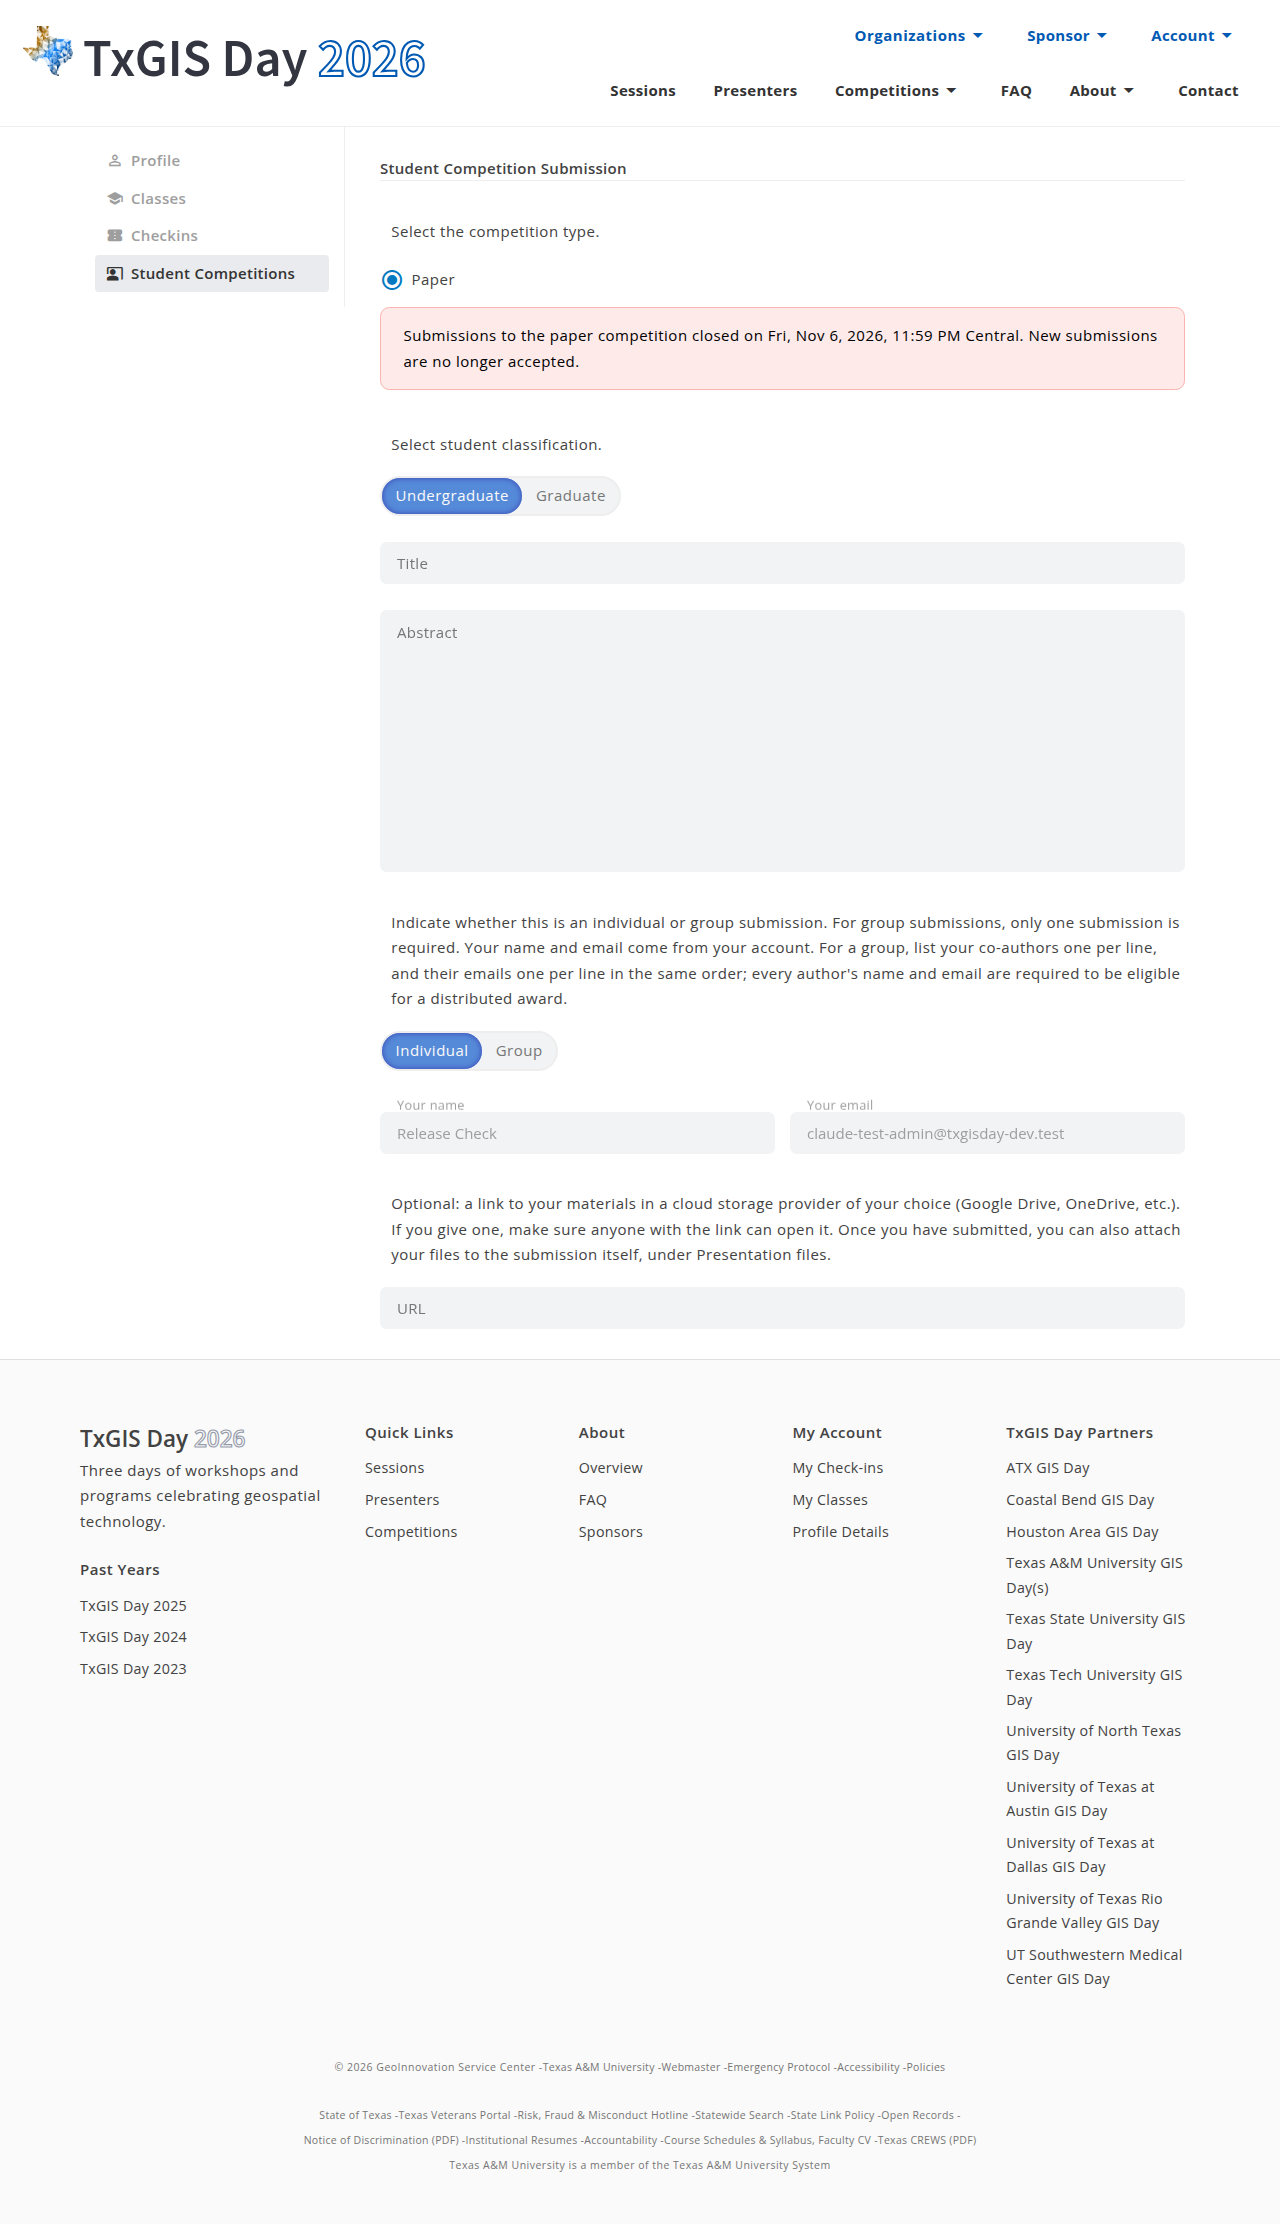 TxGIS Day 2026
Organizations
Sponsor
Account
Sessions
Presenters
Competitions
FAQ
About
Contact
Profile
Classes
Checkins
Student Competitions
Student Competition Submission
Select the competition type.
Paper
Submissions to the paper competition closed on Fri, Nov 6, 2026, 11:59 PM Central. New submissions
are no longer accepted.
Select student classification.
Undergraduate
Graduate
Title
Abstract
Indicate whether this is an individual or group submission. For group submissions, only one submission is
required. Your name and email come from your account. For a group, list your co-authors one per line,
and their emails one per line in the same order; every author's name and email are required to be eligible
for a distributed award.
Individual
Group
Your name
Release Check
Your email
claude-test-admin@txgisday-dev.test
Optional: a link to your materials in a cloud storage provider of your choice (Google Drive, OneDrive, etc.).
If you give one, make sure anyone with the link can open it. Once you have submitted, you can also attach
your files to the submission itself, under Presentation files.
URL
TxGIS Day 2026
Three days of workshops and
programs celebrating geospatial
technology.
Past Years
TxGIS Day 2025
TxGIS Day 2024
TxGIS Day 2023
Quick Links
Sessions
Presenters
Competitions
About
Overview
FAQ
Sponsors
My Account
My Check-ins
My Classes
Profile Details
TxGIS Day Partners
ATX GIS Day
Coastal Bend GIS Day
Houston Area GIS Day
Texas A&M University GIS
Day(s)
Texas State University GIS
Day
Texas Tech University GIS
Day
University of North Texas
GIS Day
University of Texas at
Austin GIS Day
University of Texas at
Dallas GIS Day
University of Texas Rio
Grande Valley GIS Day
UT Southwestern Medical
Center GIS Day
© 2026 GeoInnovation Service Center -Texas A&M University -Webmaster -Emergency Protocol -Accessibility -Policies
State of Texas -Texas Veterans Portal -Risk, Fraud & Misconduct Hotline -Statewide Search -State Link Policy -Open Records -
Notice of Discrimination (PDF) -Institutional Resumes -Accountability -Course Schedules & Syllabus, Faculty CV -Texas CREWS (PDF)
Texas A&M University is a member of the Texas A&M University System